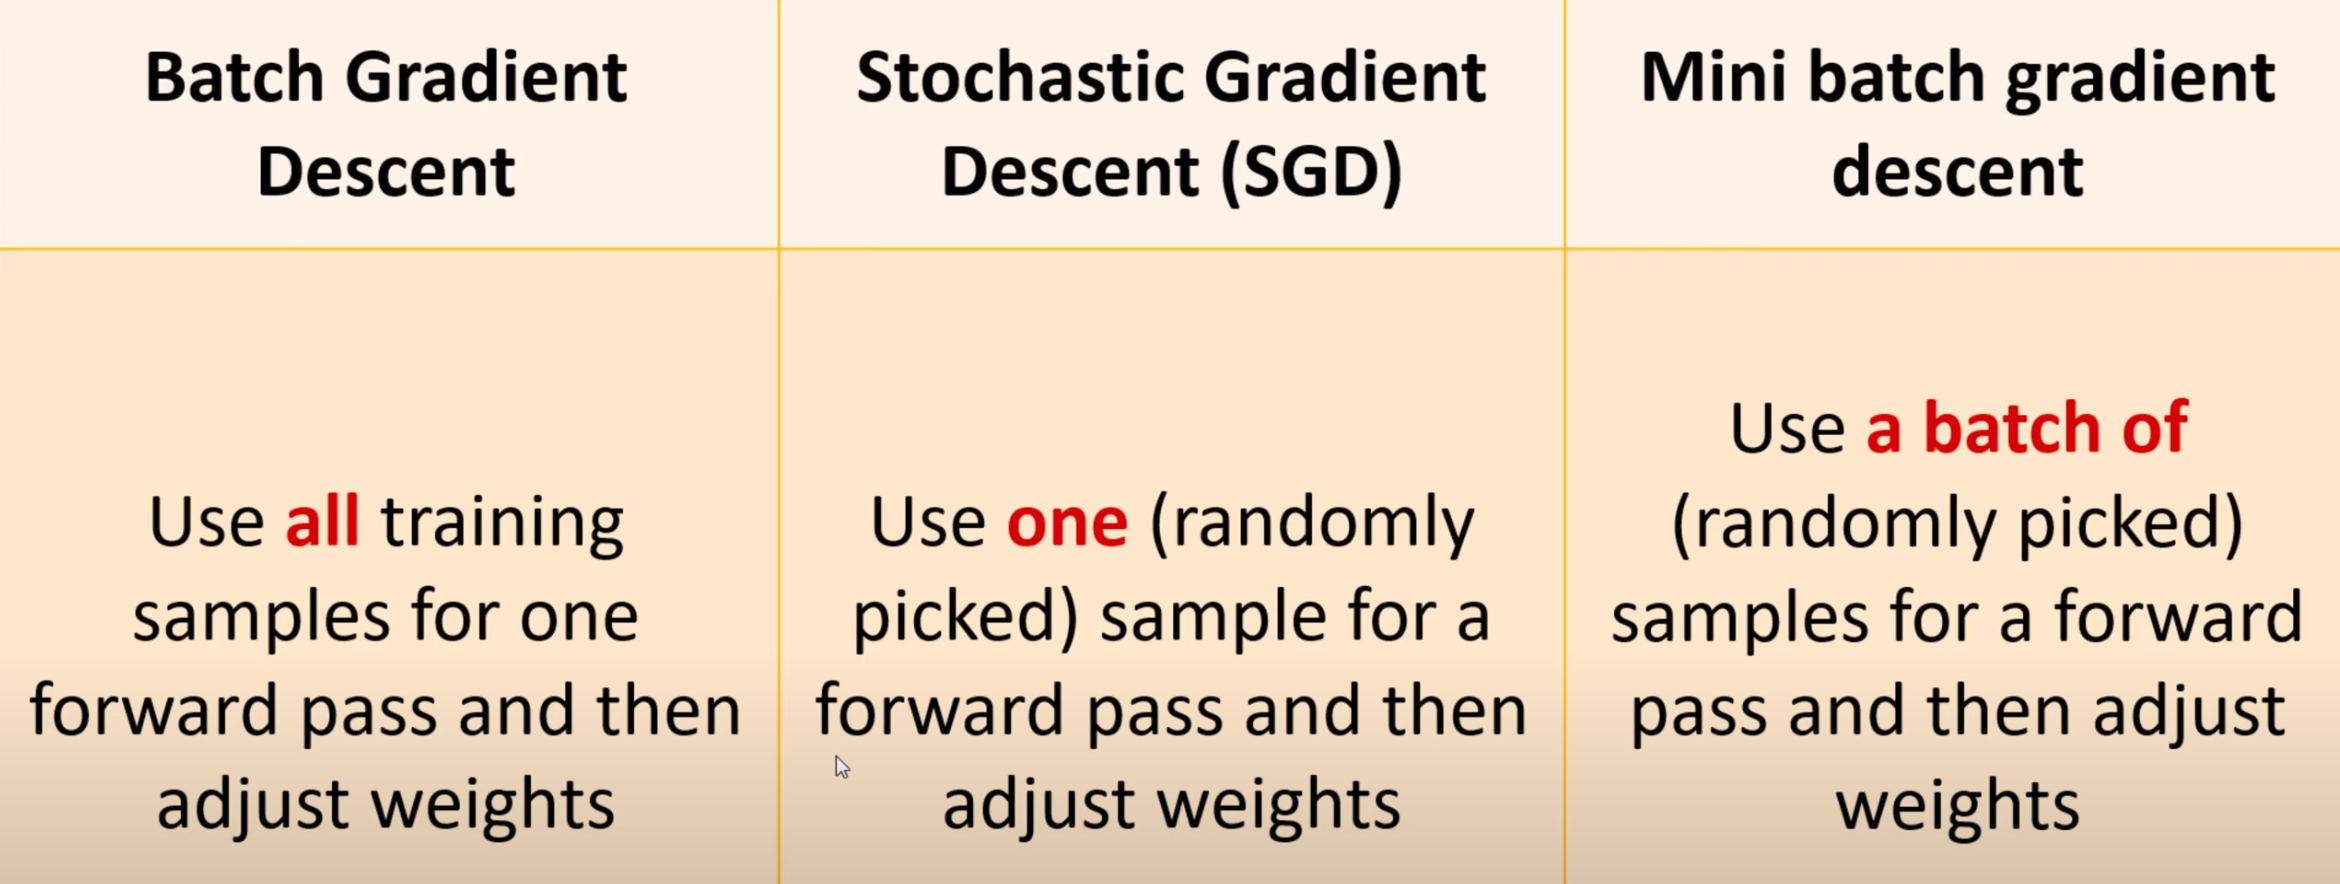 Batch Gradient
Descent
Stochastic Gradient
Descent (SGD)
Mini batch gradient
descent
Use all training
samples for one
forward pass and then
adjust weights
Use one (randomly
picked) sample for a
forward pass and then
adjust weights
Use a batch of
(randomly picked)
samples for a forward
pass and then adjust
weights